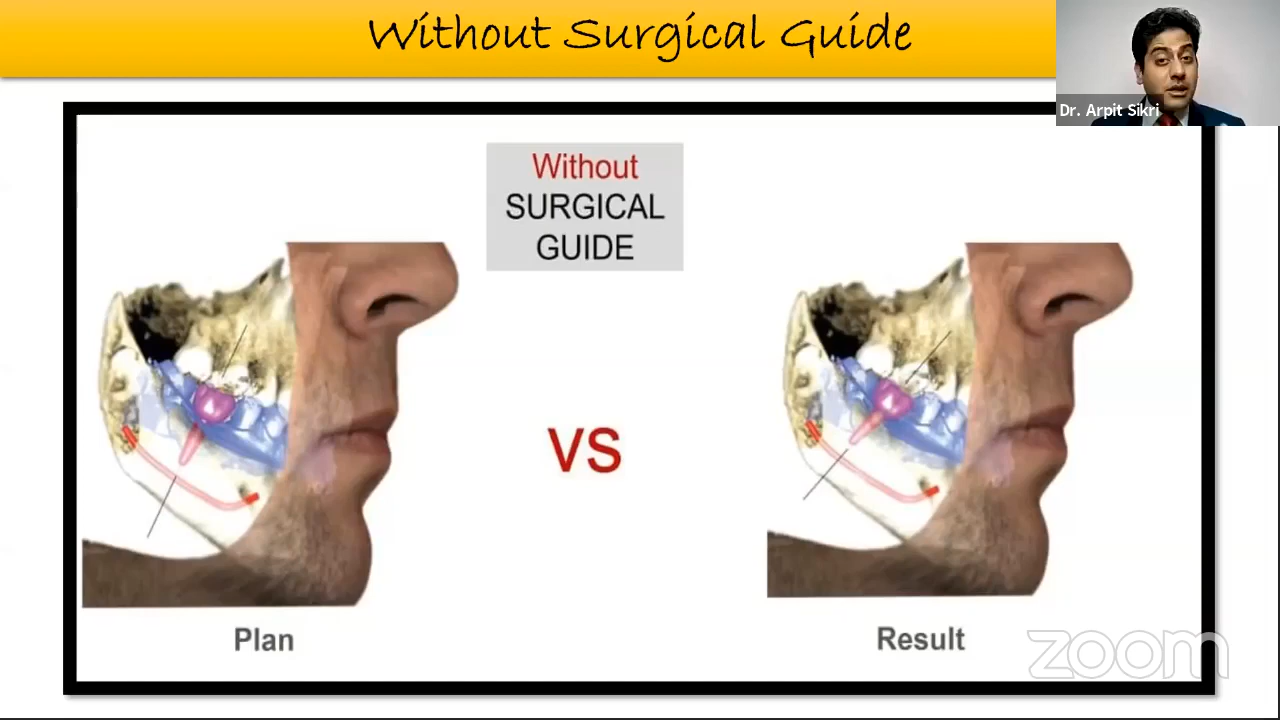 Without Surgical Guide
Dr. Arpit Sikri
Without
SURGICAL
GUIDE
VS
Plan
Result
zoom